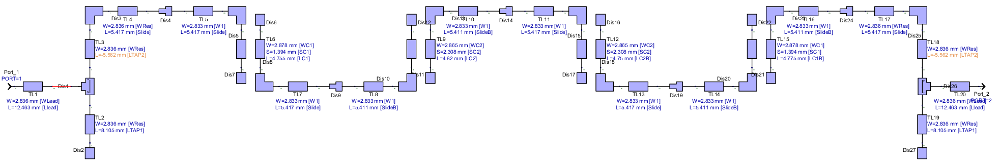 Port_1
PORT=1
TL1
W=2.836 mm [WLead]
L=12.463 mm [Llead]
Dis1
TL2
W=2.836 mm [WRes]
L=8.105 mm [LTAP1]
Dis2
TL3
W=2.836 mm [WRes]
L=-5.562 mm [LTAP2]
Dis3
TL4
W=2.836 mm [WRes]
L=5.417 mm [Slide]
Dis4
TL5
W=2.833 mm [W1]
L=5.417 mm [Slide]
Dis5
Dis6
TL6
W=2.878 mm [WC1]
S=1.394 mm [SC1]
L=4.755 mm [LC1]
Dis7
Dis8
TL7
W=2.833 mm [W1]
L=5.417 mm [Slide]
Dis9
TL8
W=2.833 mm [W1]
L=5.411 mm [SlideB]
Dis10
Dis11
Dis12
TL9
W=2.865 mm [WC2]
S=2.308 mm [SC2]
L=4.82 mm [LC2]
Dis13
TL10
W=2.833 mm [W1]
L=5.411 mm [SlideB]
Dis14
TL11
W=2.833 mm [W1]
L=5.417 mm [Slide]
Dis15
Dis16
TL12
W=2.865 mm [WC2]
S=2.308 mm [SC2]
L=4.75 mm [LC2B]
Dis17
Dis18
TL13
W=2.833 mm [W1]
L=5.417 mm [Slide]
Dis19
TL14
W=2.833 mm [W1]
L=5.411 mm [SlideB]
Dis20
Dis21
Dis22
TL15
W=2.878 mm [WC1]
S=1.394 mm [SC1]
L=4.775 mm [LC1B]
Dis23
TL16
W=2.833 mm [W1]
L=5.411 mm [SlideB]
Dis24
TL17
W=2.836 mm [WRes]
L=5.417 mm [Slide]
Dis25
TL18
W=2.836 mm [WRes]
L=-5.562 mm [LTAP2]
Dis26
TL20
W=2.836 mm [WLead]
L=12.463 mm [Llead]
Port_2
PORT=2
TL19
W=2.836 mm [WRes]
L=8.105 mm [LTAP1]
Dis27